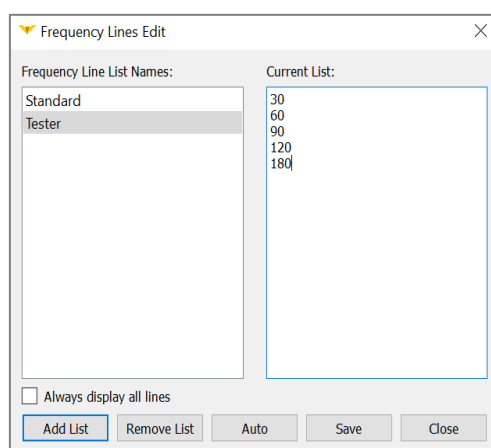 Frequency Lines Edit
Frequency Line List Names:
Current List:
Standard
Tester
30
60
90
120
180
Always display all lines
Add List
Remove List
Auto
Save
Close